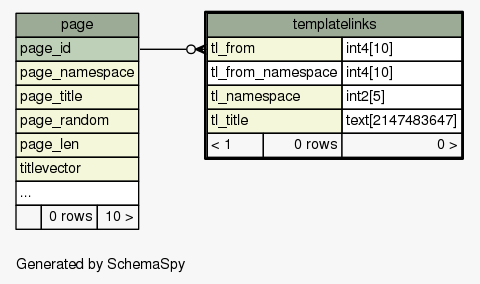 page
page_id
page_namespace
page_title
page_random
page_len
titlevector
...
0 rows 10 >
templatelinks
tl_from int4[10]
tl_from_namespace int4[10]
tl_namespace int2[5]
tl_title text[2147483647]
< 1 0 rows 0 >
Generated by SchemaSpy